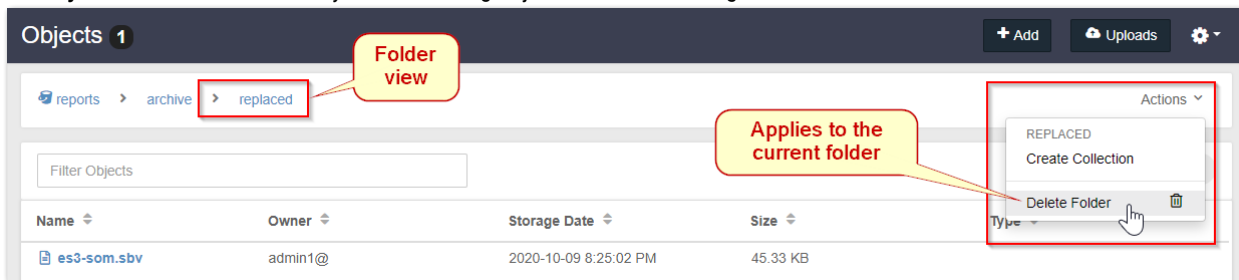 Objects 1
+ Add
Uploads
Folder
view
reports > archive > replaced
Actions
Applies to the
current folder
REPLACED
Create Collection
Filter Objects
Delete Folder
Name
Owner
Storage Date
Size
Type
es3-som.sbv
admin1@
2020-10-09 8:25:02 PM
45.33 KB